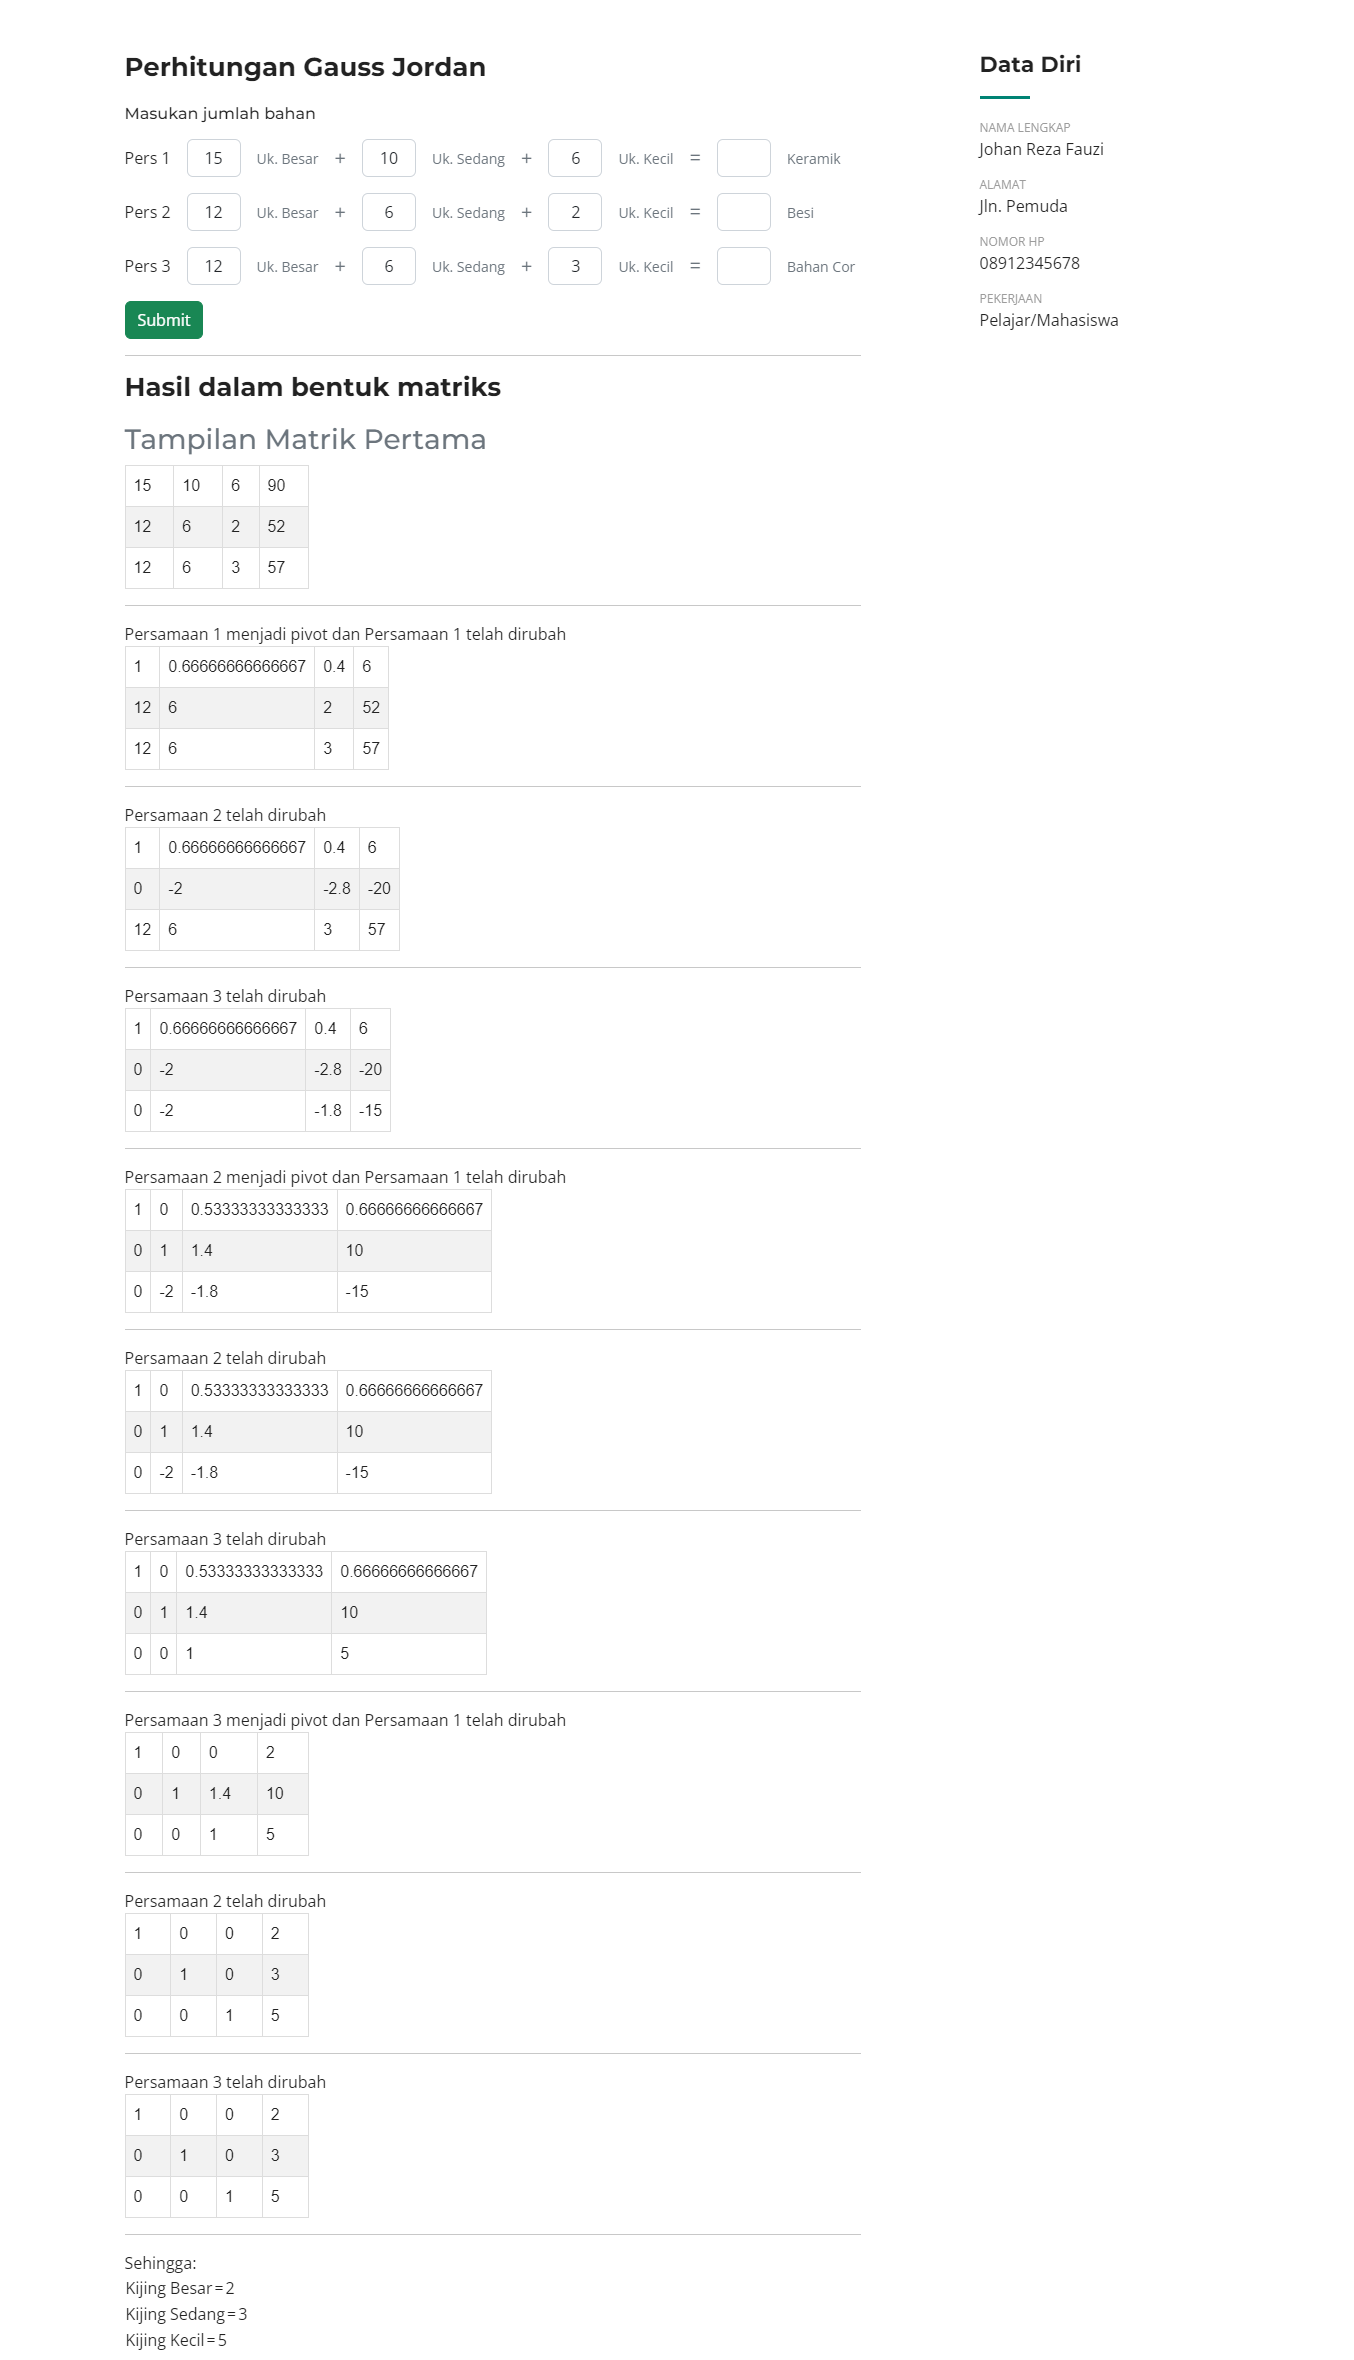 Perhitungan Gauss Jordan
Masukan jumlah bahan
Pers 1 15 Uk. Besar + 10 Uk. Sedang + 6 Uk. Kecil = Keramik
Pers 2 12 Uk. Besar + 6 Uk. Sedang + 2 Uk. Kecil = Besi
Pers 3 12 Uk. Besar + 6 Uk. Sedang + 3 Uk. Kecil = Bahan Cor
Submit
Hasil dalam bentuk matriks
Tampilan Matrik Pertama
15 10 6 90
12 6 2 52
12 6 3 57
Persamaan 1 menjadi pivot dan Persamaan 1 telah dirubah
1 0.66666666666667 0.4 6
12 6 2 52
12 6 3 57
Persamaan 2 telah dirubah
1 0.66666666666667 0.4 6
0 -2 -2.8 -20
12 6 3 57
Persamaan 3 telah dirubah
1 0.66666666666667 0.4 6
0 -2 -2.8 -20
0 -2 -1.8 -15
Persamaan 2 menjadi pivot dan Persamaan 1 telah dirubah
1 0 0.53333333333333 0.66666666666667
0 1 1.4 10
0 -2 -1.8 -15
Persamaan 2 telah dirubah
1 0 0.53333333333333 0.66666666666667
0 1 1.4 10
0 -2 -1.8 -15
Persamaan 3 telah dirubah
1 0 0.53333333333333 0.66666666666667
0 1 1.4 10
0 0 1 5
Persamaan 3 menjadi pivot dan Persamaan 1 telah dirubah
1 0 0 2
0 1 1.4 10
0 0 1 5
Persamaan 2 telah dirubah
1 0 0 2
0 1 0 3
0 0 1 5
Persamaan 3 telah dirubah
1 0 0 2
0 1 0 3
0 0 1 5
Sehingga:
Kijing Besar = 2
Kijing Sedang = 3
Kijing Kecil = 5
Data Diri
NAMA LENGKAP
Johan Reza Fauzi
ALAMAT
Jln. Pemuda
NOMOR HP
08912345678
PEKERJAAN
Pelajar/Mahasiswa